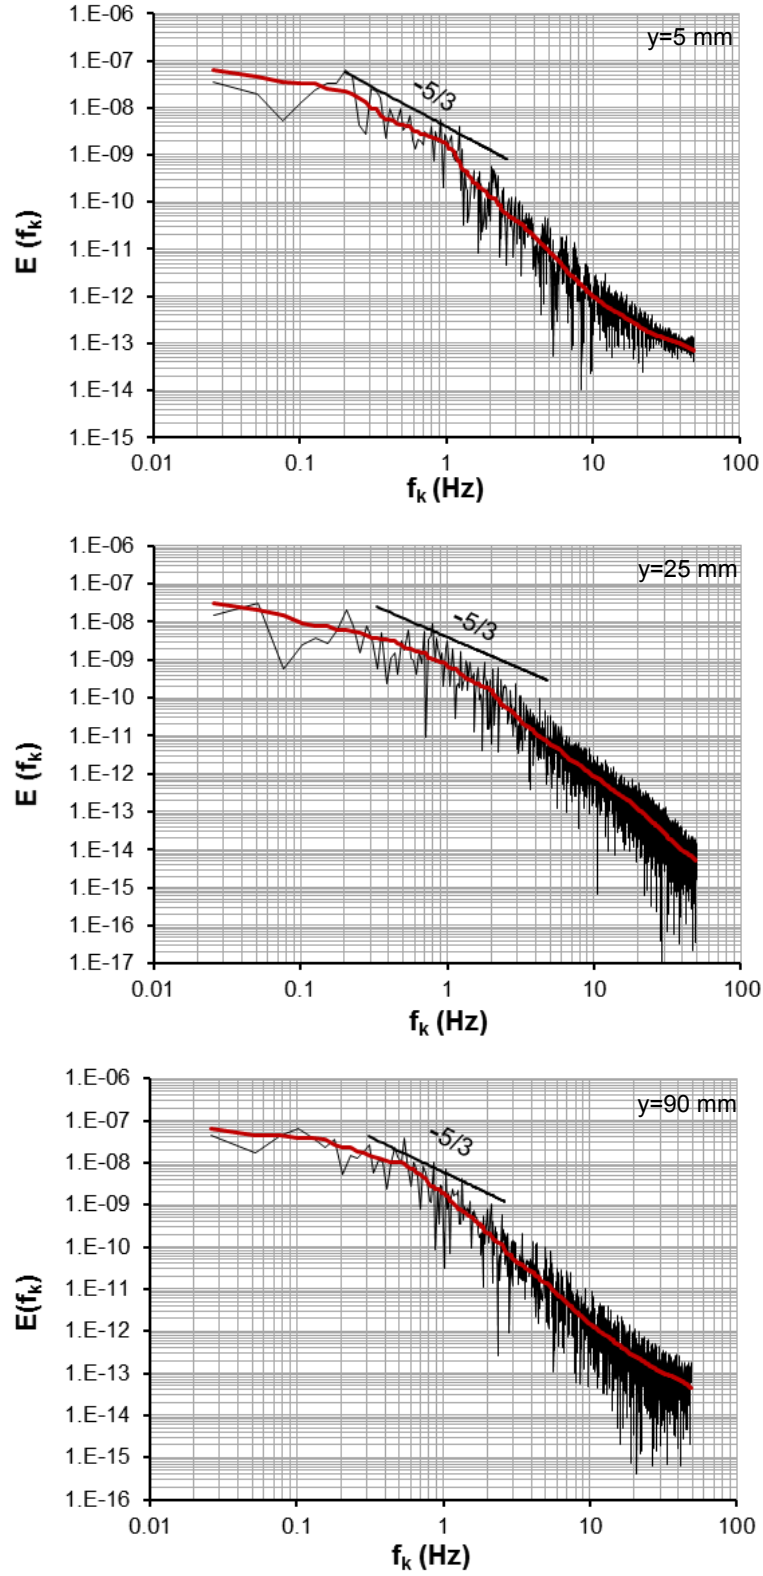 1.E-06
y=5 mm
1.E-07
-5/3
1.E-08
1.E-09
1.E-10
E (fk)
1.E-11
1.E-12
1.E-13
1.E-14
1.E-15
0.01 0.1 1 10 100
fk (Hz)
1.E-06
y=25 mm
1.E-07
1.E-08
-5/3
1.E-09
1.E-10
1.E-11
E (fk)
1.E-12
1.E-13
1.E-14
1.E-15
1.E-16
1.E-17
0.01 0.1 1 10 100
fk (Hz)
1.E-06
y=90 mm
1.E-07
-5/3
1.E-08
1.E-09
1.E-10
1.E-11
E(fk)
1.E-12
1.E-13
1.E-14
1.E-15
1.E-16
0.01 0.1 1 10 100
fk (Hz)